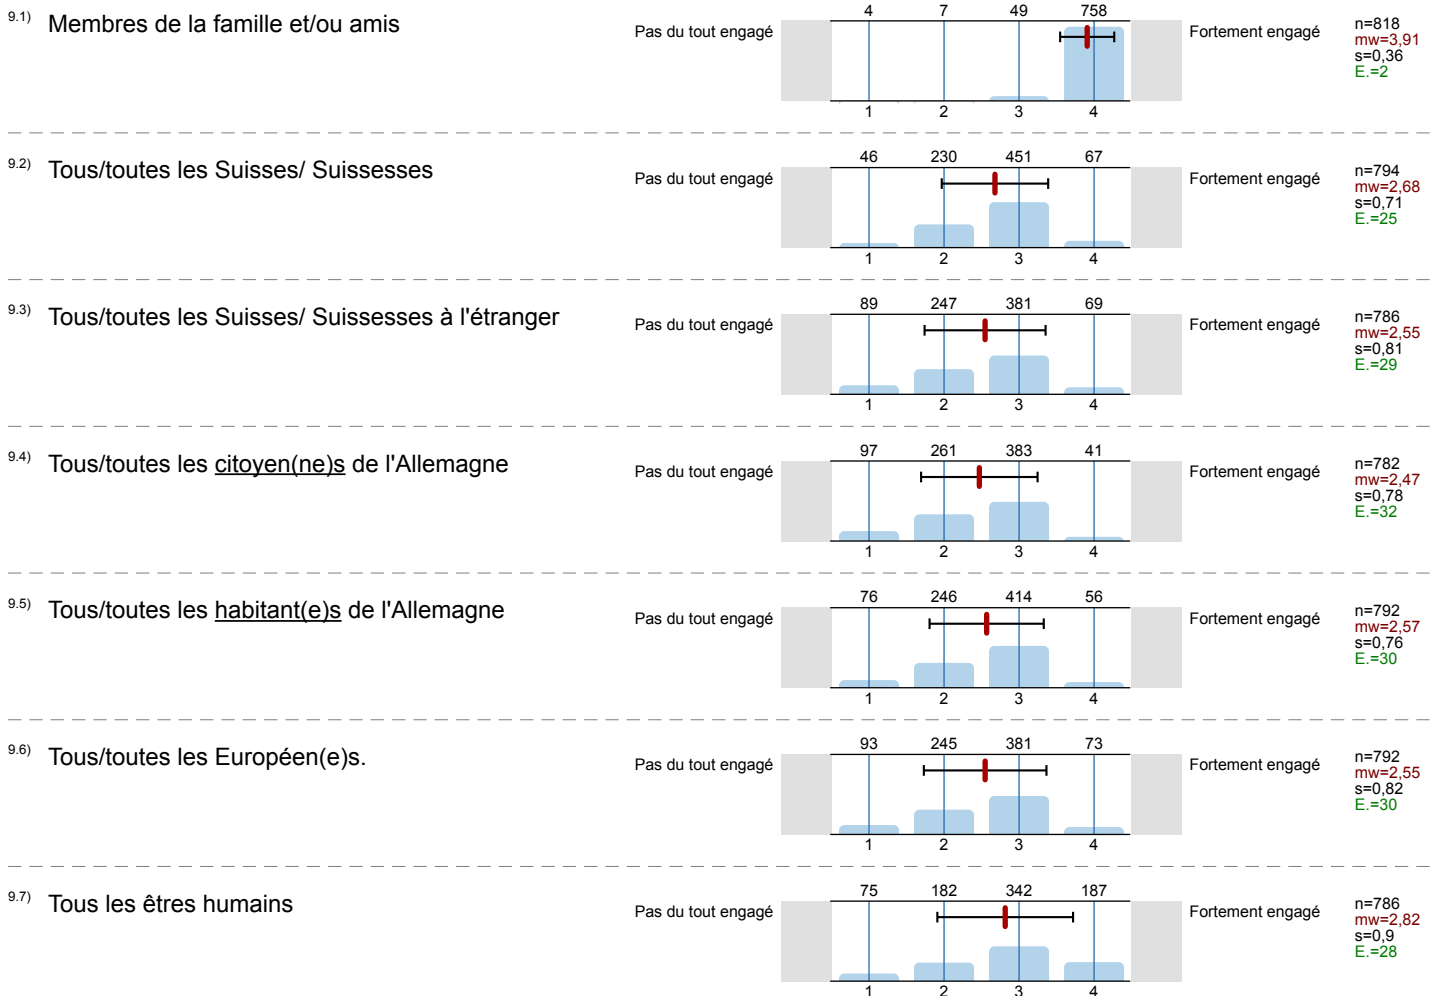 9.1) Membres de la famille et/ou amis
Pas du tout engagé
4 7 49 758
1 2 3 4
Fortement engagé
n=818
mw=3,91
s=0,36
E.=2
9.2) Tous/toutes les Suisses/ Suissesses
Pas du tout engagé
46 230 451 67
1 2 3 4
Fortement engagé
n=794
mw=2,68
s=0,71
E.=25
9.3) Tous/toutes les Suisses/ Suissesses à l'étranger
Pas du tout engagé
89 247 381 69
1 2 3 4
Fortement engagé
n=786
mw=2,55
s=0,81
E.=29
9.4) Tous/toutes les citoyen(ne)s de l'Allemagne
Pas du tout engagé
97 261 383 41
1 2 3 4
Fortement engagé
n=782
mw=2,47
s=0,78
E.=32
9.5) Tous/toutes les habitant(e)s de l'Allemagne
Pas du tout engagé
76 246 414 56
1 2 3 4
Fortement engagé
n=792
mw=2,57
s=0,76
E.=30
9.6) Tous/toutes les Européen(e)s.
Pas du tout engagé
93 245 381 73
1 2 3 4
Fortement engagé
n=792
mw=2,55
s=0,82
E.=30
9.7) Tous les êtres humains
Pas du tout engagé
75 182 342 187
1 2 3 4
Fortement engagé
n=786
mw=2,82
s=0,9
E.=28